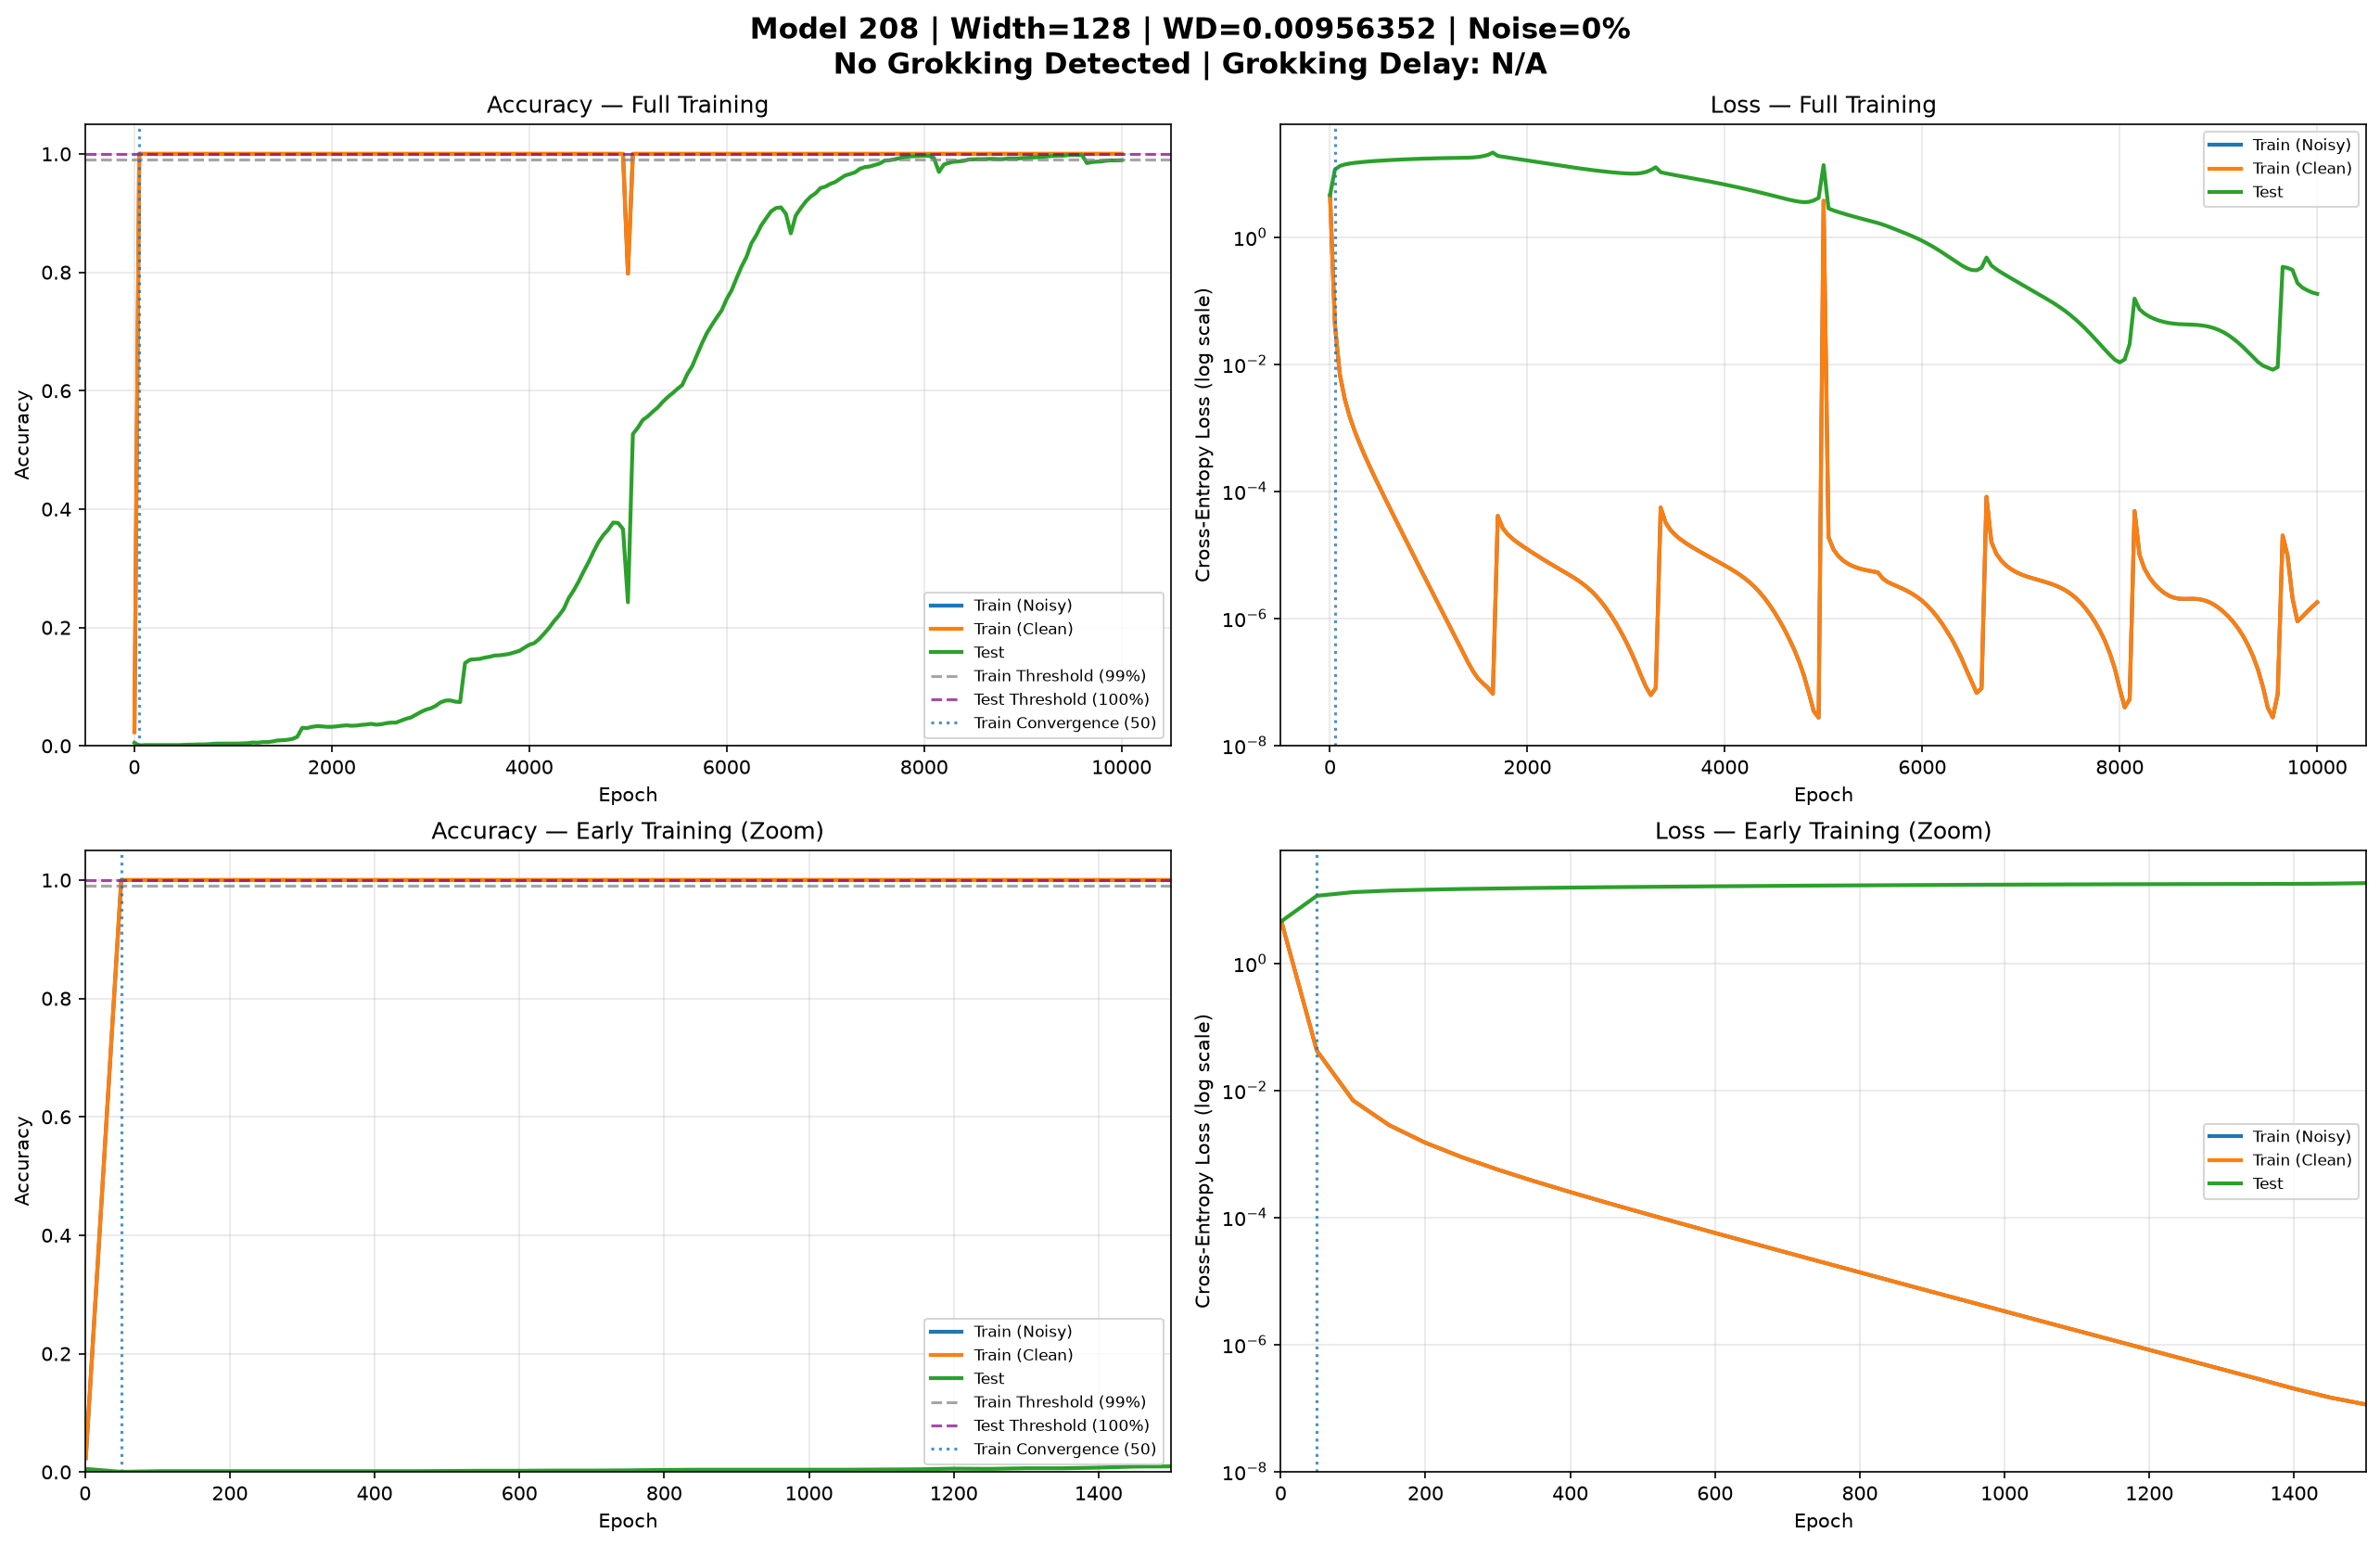 Model 208 | Width=128 | WD=0.00956352 | Noise=0%
No Grokking Detected | Grokking Delay: N/A
Accuracy — Full Training
1.0
0.8
0.6
0.4
0.2
0.0
Accuracy
0 2000 4000 6000 8000 10000
Epoch
Train (Noisy)
Train (Clean)
Test
Train Threshold (99%)
Test Threshold (100%)
Train Convergence (50)
Loss — Full Training
10⁰
10⁻²
10⁻⁴
10⁻⁶
10⁻⁸
Cross-Entropy Loss (log scale)
0 2000 4000 6000 8000 10000
Epoch
Train (Noisy)
Train (Clean)
Test
Accuracy — Early Training (Zoom)
1.0
0.8
0.6
0.4
0.2
0.0
Accuracy
0 200 400 600 800 1000 1200 1400
Epoch
Train (Noisy)
Train (Clean)
Test
Train Threshold (99%)
Test Threshold (100%)
Train Convergence (50)
Loss — Early Training (Zoom)
10⁰
10⁻²
10⁻⁴
10⁻⁶
10⁻⁸
Cross-Entropy Loss (log scale)
0 200 400 600 800 1000 1200 1400
Epoch
Train (Noisy)
Train (Clean)
Test